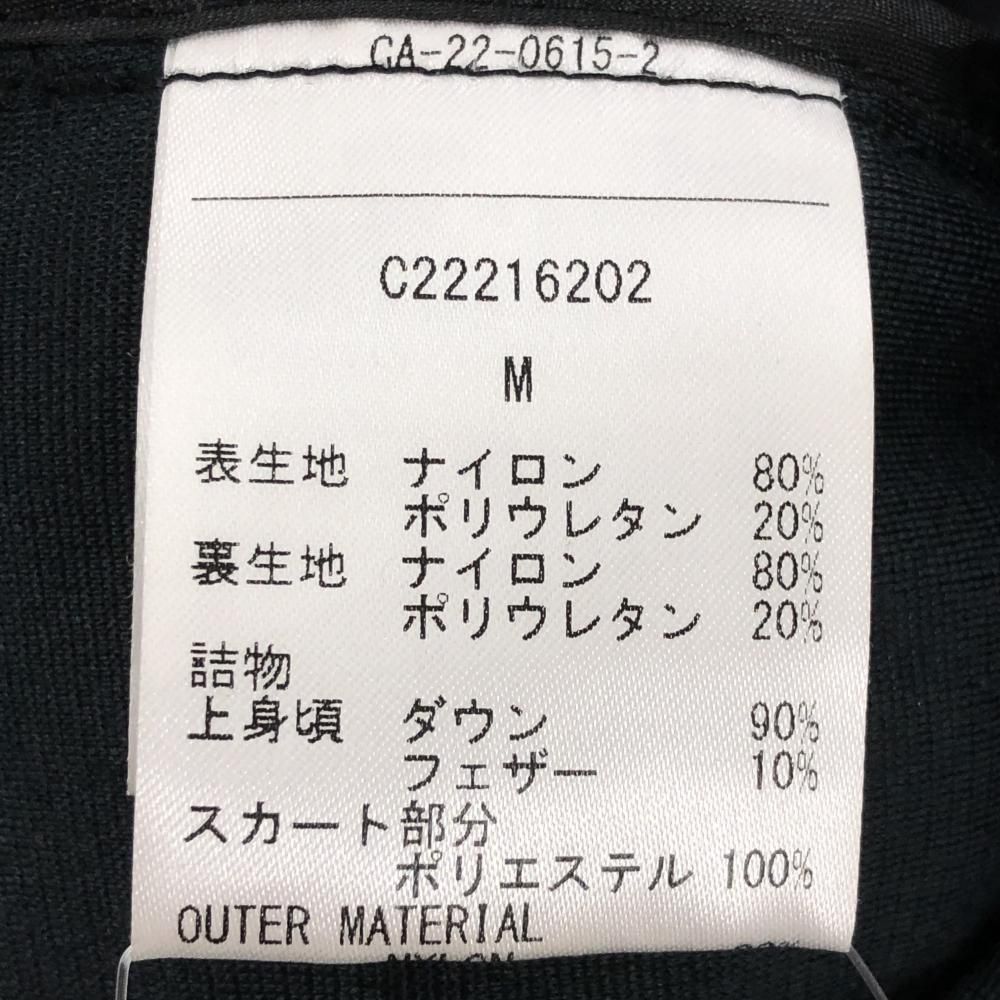 CA-22-0615-2
C22216202
M
表生地 ナイロン 80%
ポリウレタン 20%
裏生地 ナイロン 80%
ポリウレタン 20%
詰物
上身頃 ダウン 90%
フェザー 10%
スカート部分
ポリエステル 100%
OUTER MATERIAL